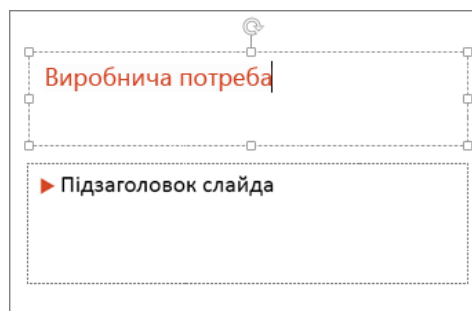 Виробнича потреба
Підзаголовок слайда